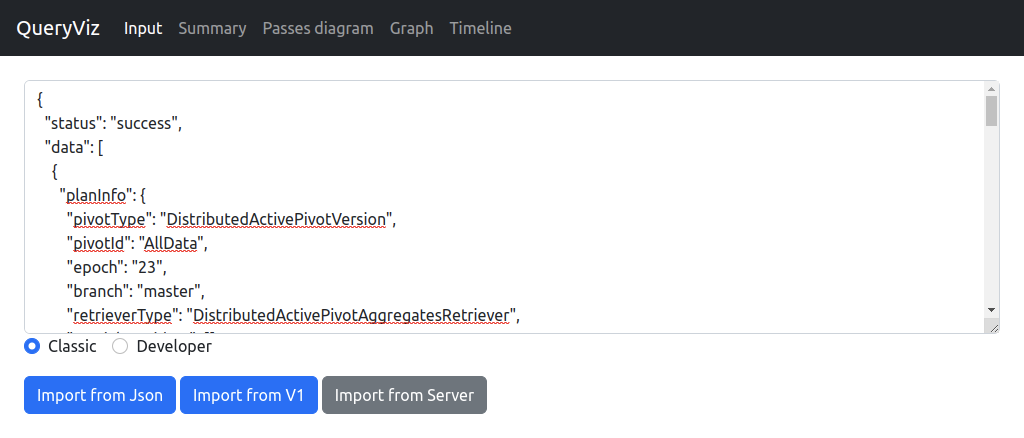 QueryViz Input Summary Passes diagram Graph Timeline
{
"status": "success",
"data": [
{
"planInfo": {
"pivotType": "DistributedActivePivotVersion",
"pivotId": "AllData",
"epoch": "23",
"branch": "master",
"retrieverType": "DistributedActivePivotAggregatesRetriever",
Classic Developer
Import from Json Import from V1 Import from Server